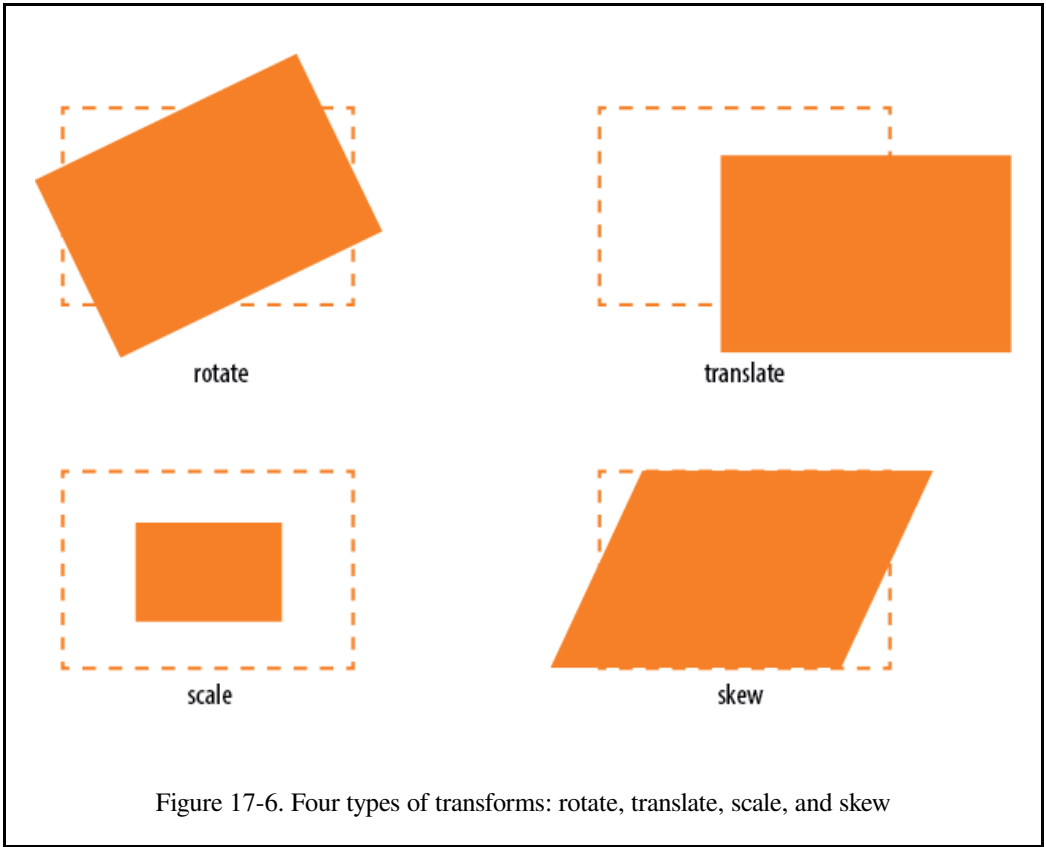 rotate
translate
scale
skew
Figure 17-6. Four types of transforms: rotate, translate, scale, and skew